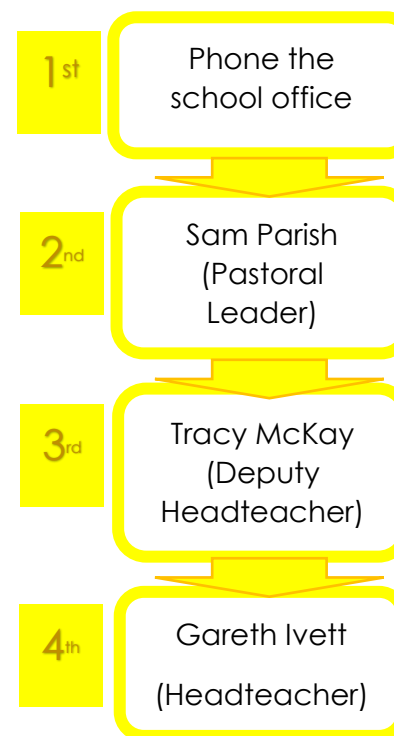 1st
Phone the
school office
2nd
Sam Parish
(Pastoral
Leader)
3rd
Tracy McKay
(Deputy
Headteacher)
4th
Gareth Ivett
(Headteacher)